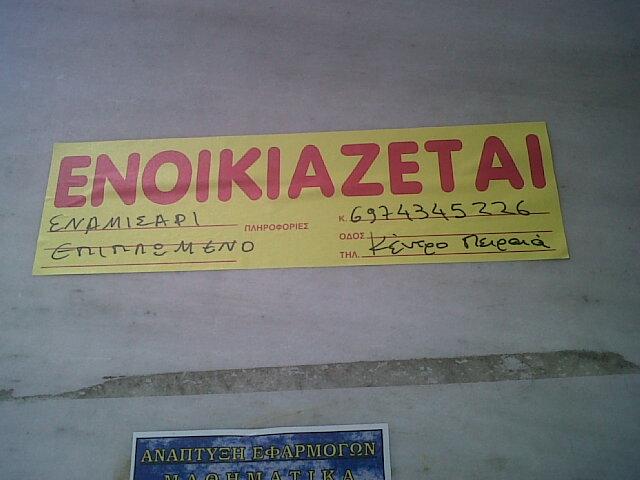 ΕΝΟΙΚΙΑΖΕΤΑΙ
ΕΝΑΜΙΣΑΡΙ ΠΛΗΡΟΦΟΡΙΕΣ Κ. 6974345226
ΕΠΙΠΛΩΜΕΝΟ ΟΔΟΣ Κέντρο Πειραιά
ΤΗΛ.
ΑΝΑΠΤΥΞΗ ΕΦΑΡΜΟΓΩΝ
ΜΑΘΗΜΑΤΙΚΑ